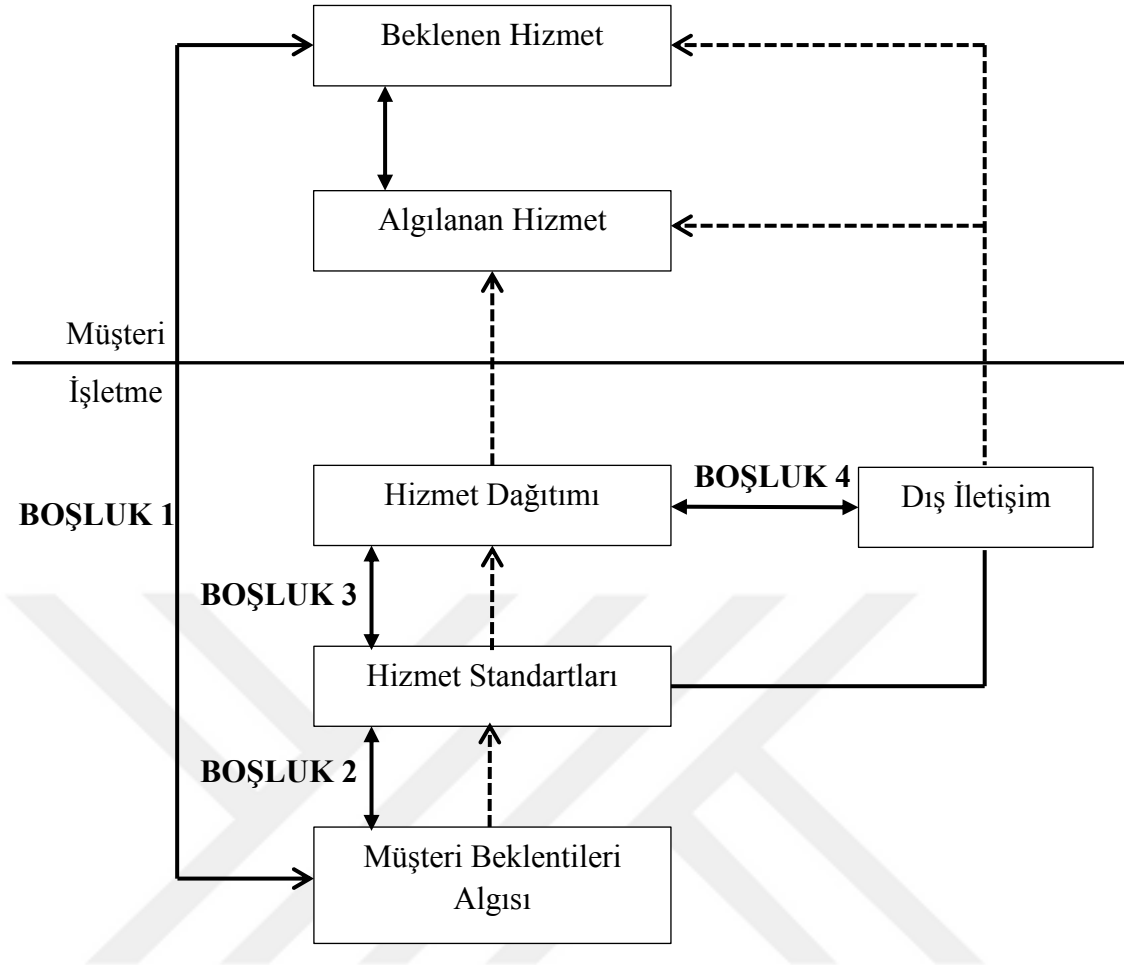 Beklenen Hizmet
Algılanan Hizmet
Müşteri
İşletme
BOŞLUK 4
Hizmet Dağıtımı
Dış İletişim
BOŞLUK 1
BOŞLUK 3
Hizmet Standartları
BOŞLUK 2
Müşteri Beklentileri
Algısı